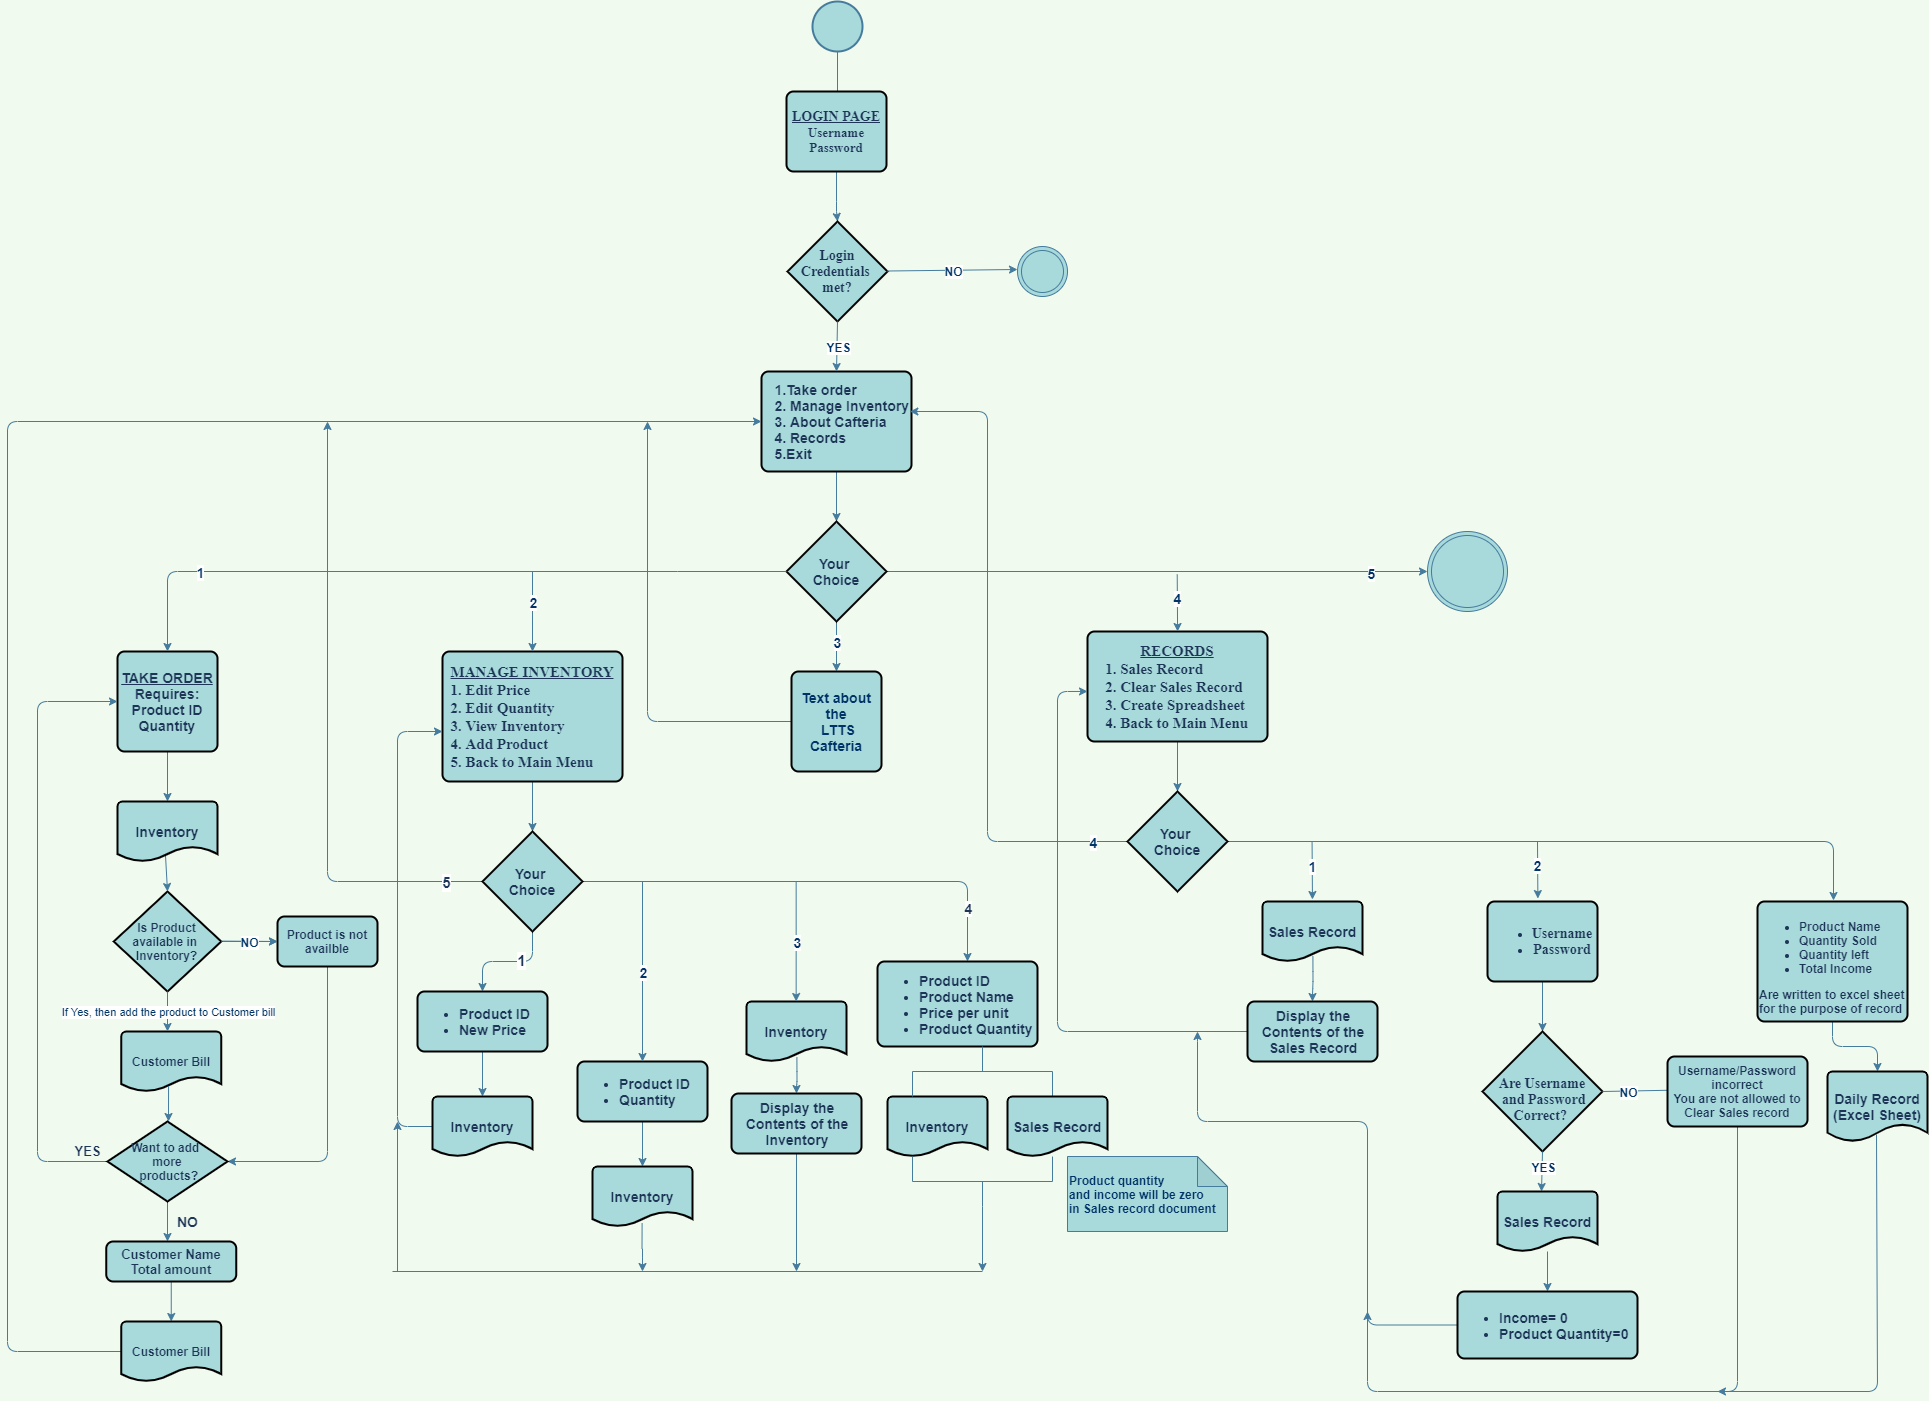 LOGIN PAGE
Username
Password
Login
Credentials
met?
NO
YES
1.Take order
2. Manage Inventory
3. About Cafteria
4. Records
5.Exit
Your
Choice
1
2
3
4
5
TAKE ORDER
Requires:
Product ID
Quantity
Inventory
Is Product
available in
Inventory?
NO
Product is not
availble
If Yes, then add the product to Customer bill
Customer Bill
Want to add
more
products?
YES
NO
Customer Name
Total amount
Customer Bill
MANAGE INVENTORY
1. Edit Price
2. Edit Quantity
3. View Inventory
4. Add Product
5. Back to Main Menu
Your
Choice
5
1
2
3
4
• Product ID
• New Price
Inventory
• Product ID
• Quantity
Inventory
Inventory
Display the
Contents of the
Inventory
• Product ID
• Product Name
• Price per unit
• Product Quantity
Inventory
Sales Record
Product quantity
and income will be zero
in Sales record document
Text about
the
LTTS
Cafteria
RECORDS
1. Sales Record
2. Clear Sales Record
3. Create Spreadsheet
4. Back to Main Menu
Your
Choice
4
1
2
Sales Record
Display the
Contents of the
Sales Record
• Username
• Password
Are Username
and Password
Correct?
NO
Username/Password
incorrect
You are not allowed to
Clear Sales record
YES
Sales Record
• Income= 0
• Product Quantity=0
• Product Name
• Quantity Sold
• Quantity left
• Total Income
Are written to excel sheet
for the purpose of record
Daily Record
(Excel Sheet)